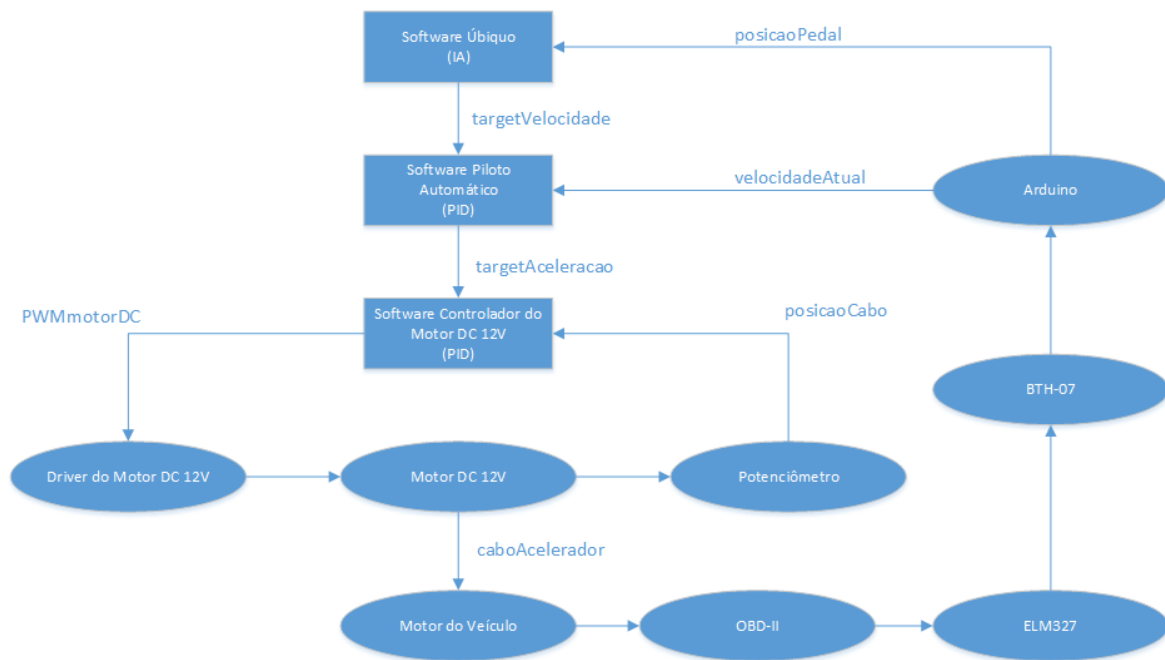 Software Úbiquo
(IA)
posicaoPedal
targetVelocidade
Software Piloto
Automático
(PID)
velocidadeAtual
Arduino
targetAceleracao
PWMmotorDC
Software Controlador do
Motor DC 12V
(PID)
posicaoCabo
BTH-07
Driver do Motor DC 12V
Motor DC 12V
Potenciômetro
caboAcelerador
Motor do Veículo
OBD-II
ELM327